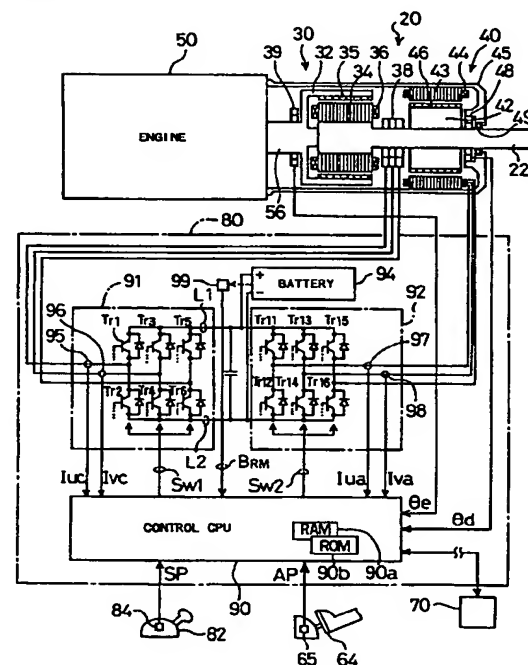 20
50
30
40
39 32 35 36 38 46 44 45
34 43 48
42
49
ENGINE
56
22
80
91 99 BATTERY 94
92
96 L1
95 Tr1 Tr3 Tr5 Tr11 Tr13 Tr15 97
Tr2 Tr4 Tr6 Tr12 Tr14 Tr16 98
L2
Iuc Ivc Sw1 BRM Sw2 Iua Iva
θe
θd
CONTROL CPU
RAM
ROM
90b 90a
SP 90 AP
84
82
65 64
70